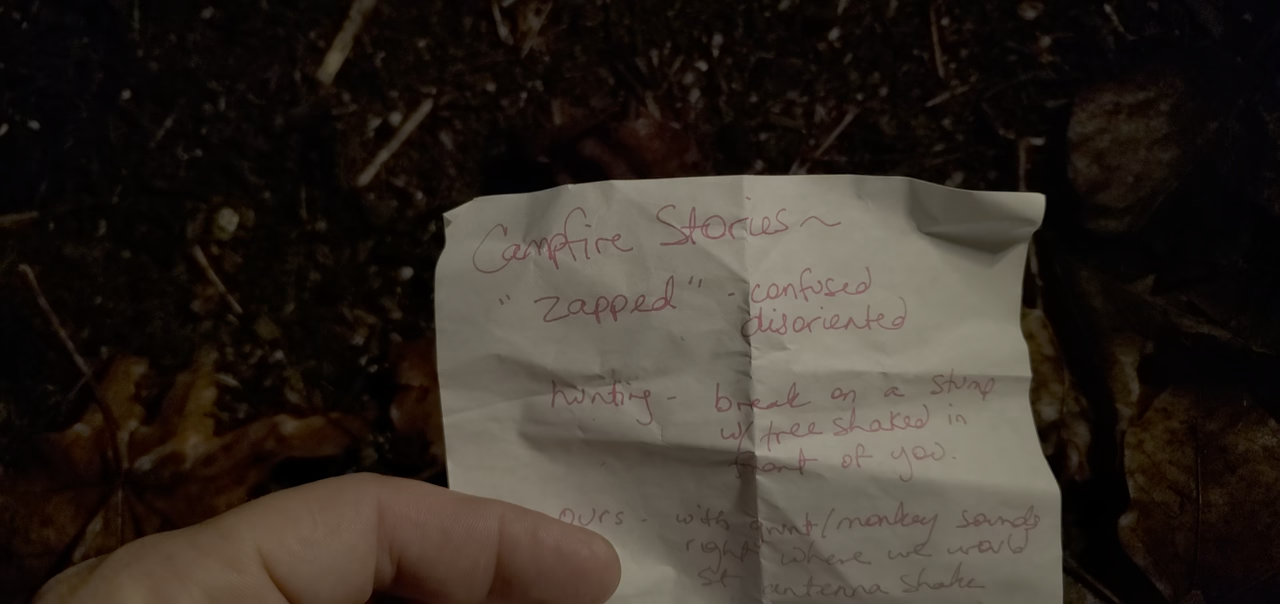 Campfire Stories ~
"Zapped" - confused
disoriented
hunting - break on a stump
w/ tree shaked in
front of you.
ours - with grunt/monkey sounds
right where we would
antenna shake